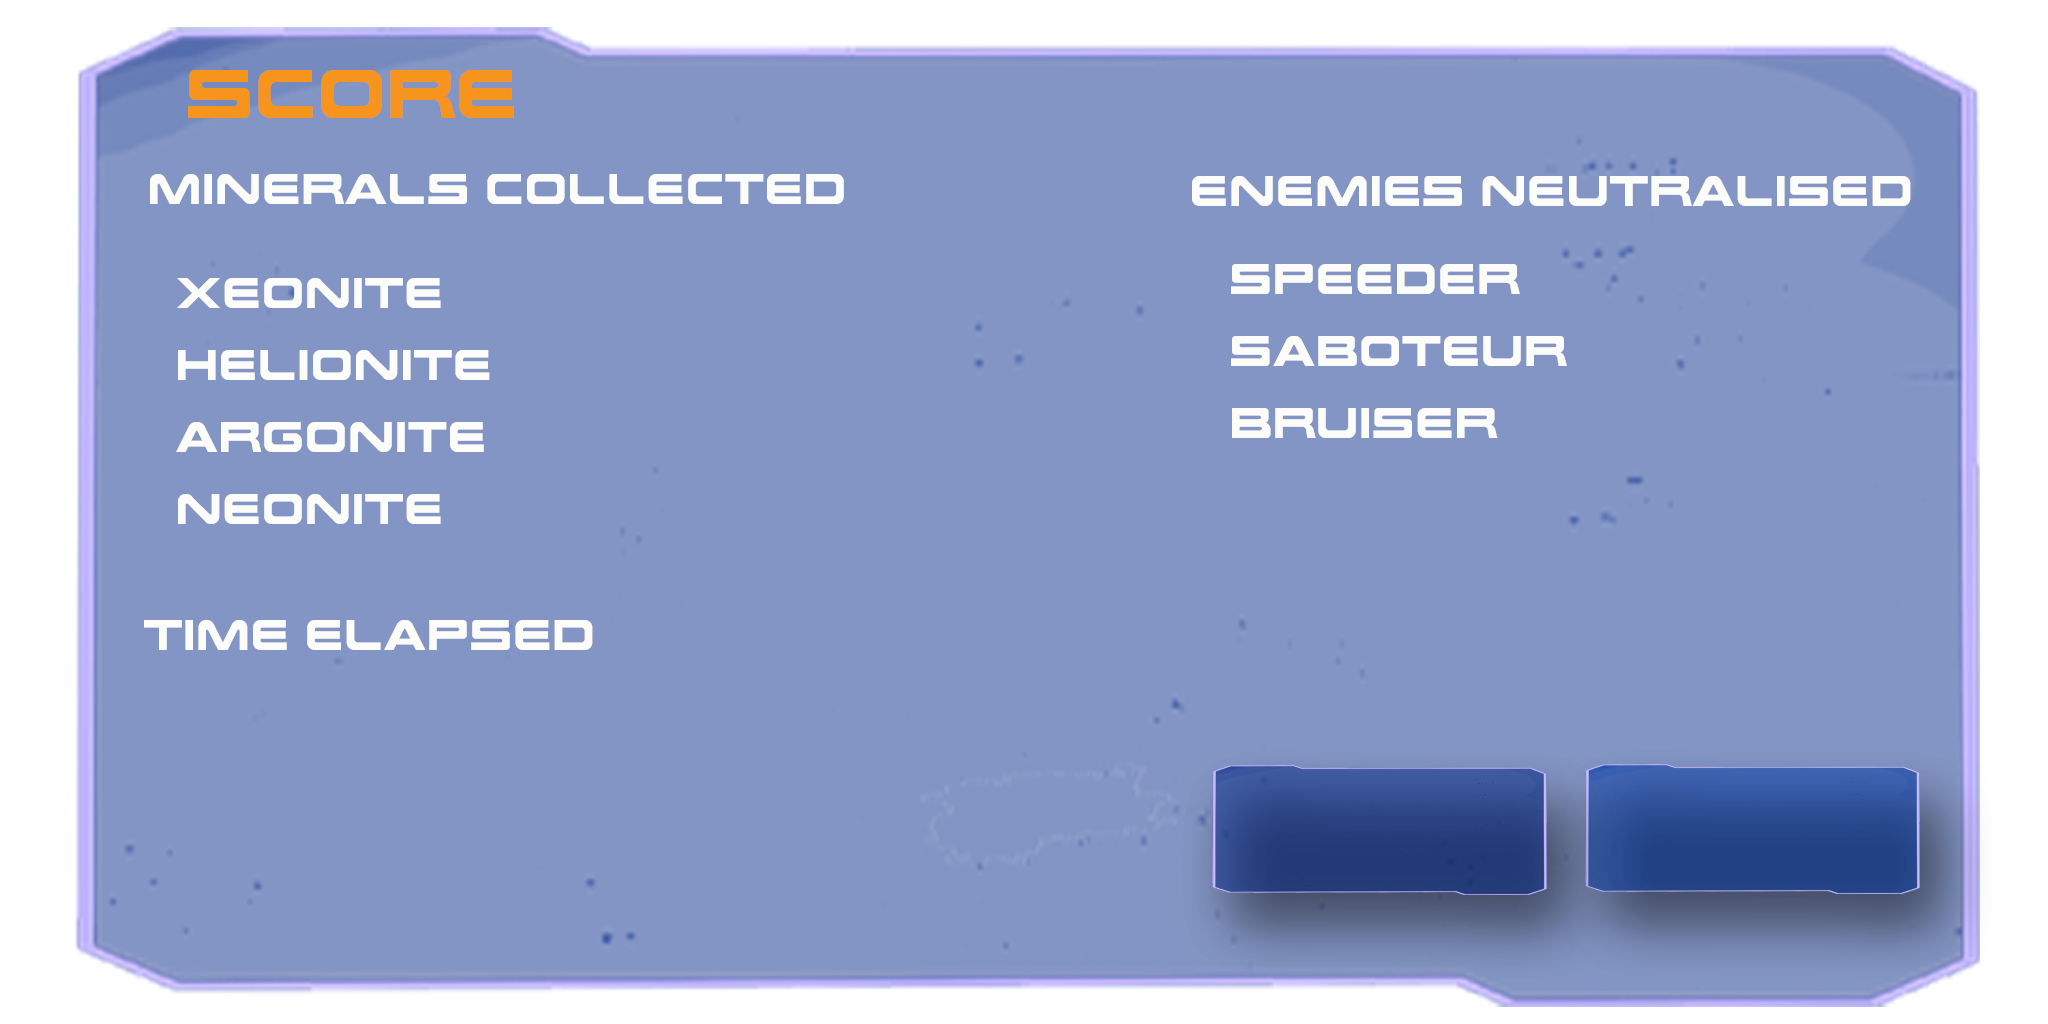 SCORE
MINERALS COLLECTED
XEONITE
HELIONITE
ARGONITE
NEONITE
TIME ELAPSED
ENEMIES NEUTRALISED
SPEEDER
SABOTEUR
BRUISER